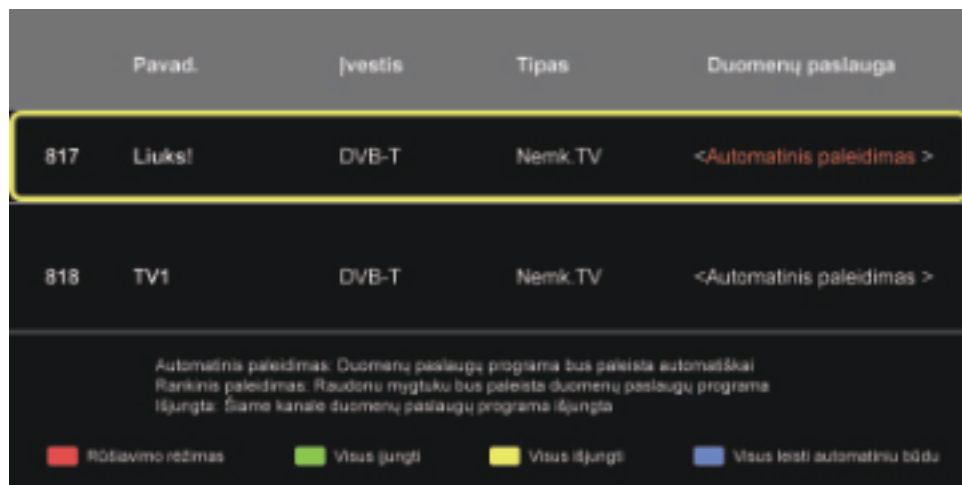 Pavad. Įvestis Tipas Duomenų paslauga
817 Liuks! DVB-T Nemk.TV <Automatinis paleidimas >
818 TV1 DVB-T Nemk.TV <Automatinis paleidimas >
Automatinis paleidimas: Duomenų paslaugų programa bus paleista automatiškai
Rankinis paleidimas: Raudonu mygtuku bus paleista duomenų paslaugų programa
Išjungta: Šiame kanale duomenų paslaugų programa išjungta
Rūšiavimo rėžimas Visus įjungti Visus išjungti Visus leisti automatiniu būdu